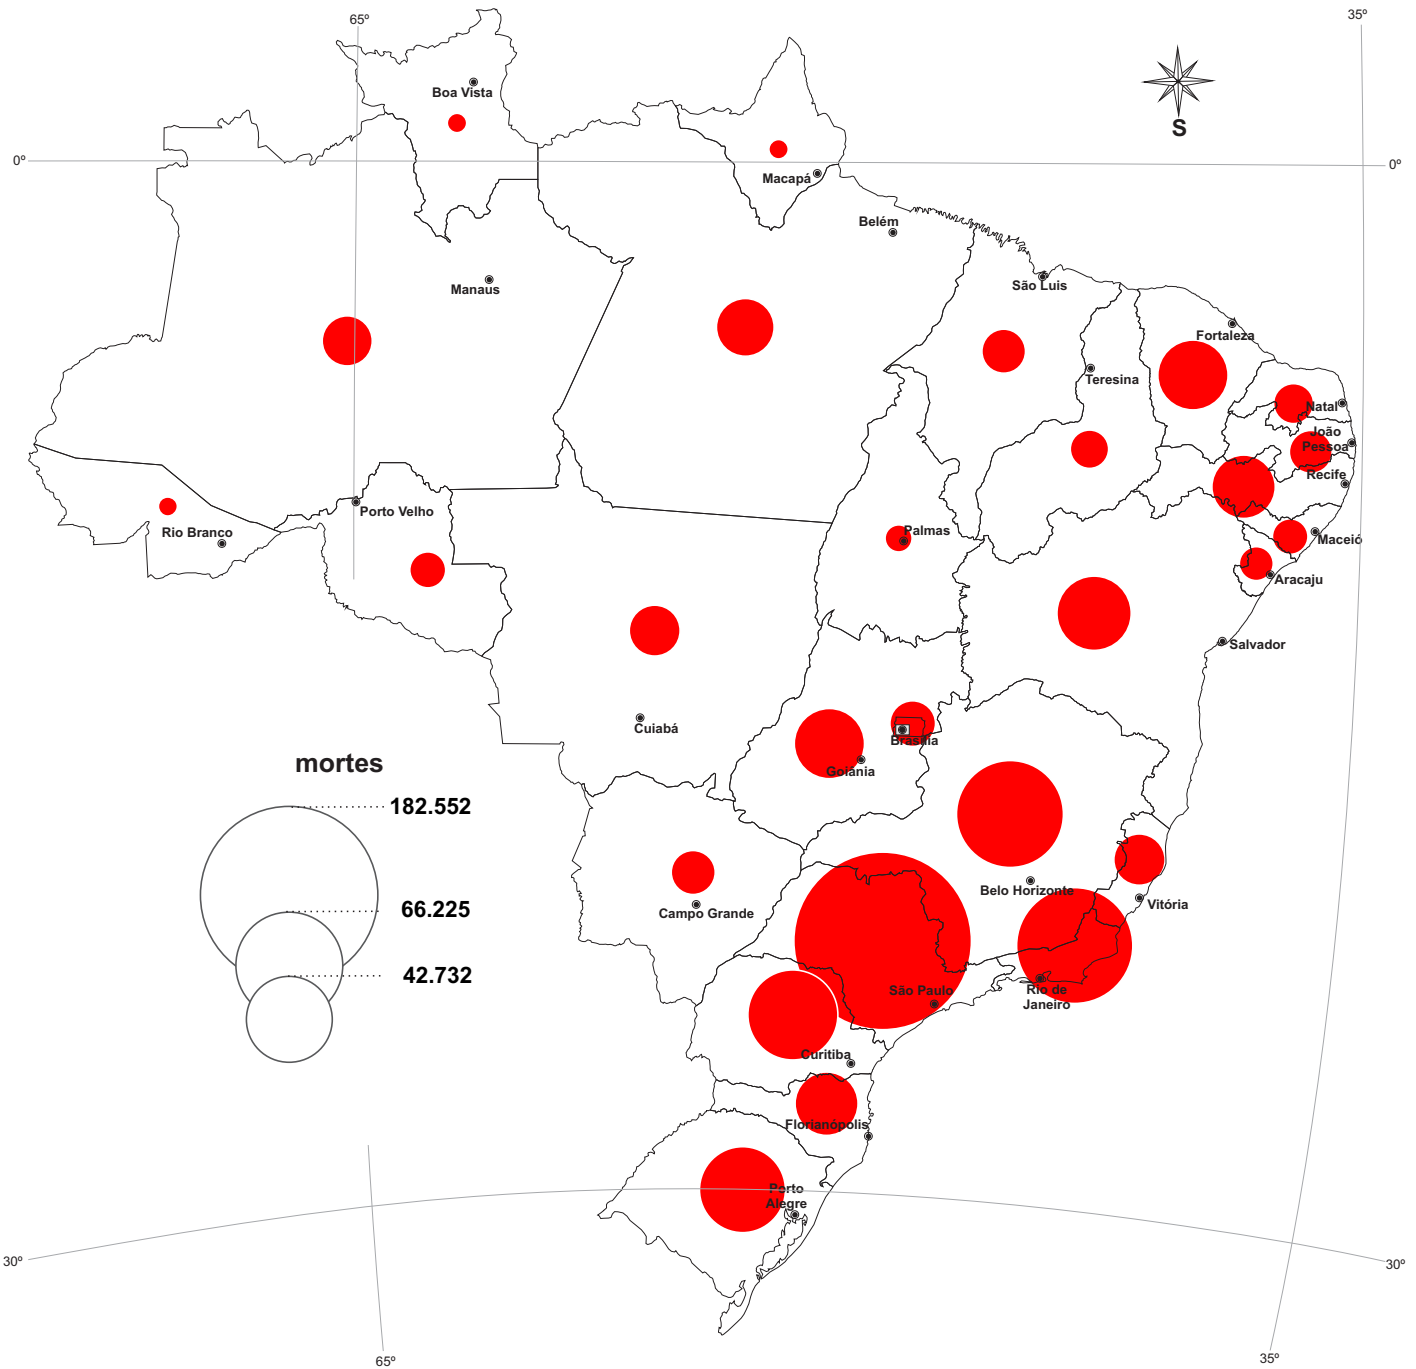 65º
35º
Boa Vista
S
0º
0º
Macapá
Belém
São Luis
Manaus
Fortaleza
Teresina
Natal
João
Pessoa
Recife
Porto Velho
Rio Branco
Palmas
Maceió
Aracaju
Salvador
Cuiabá
Brasília
Goiánia
mortes
182.552
66.225
42.732
Belo Horizonte
Vitória
Campo Grande
São Paulo
Rio de
Janeiro
Curitiba
Florianópolis
Porto
Alegre
30º
30º
65º
35º